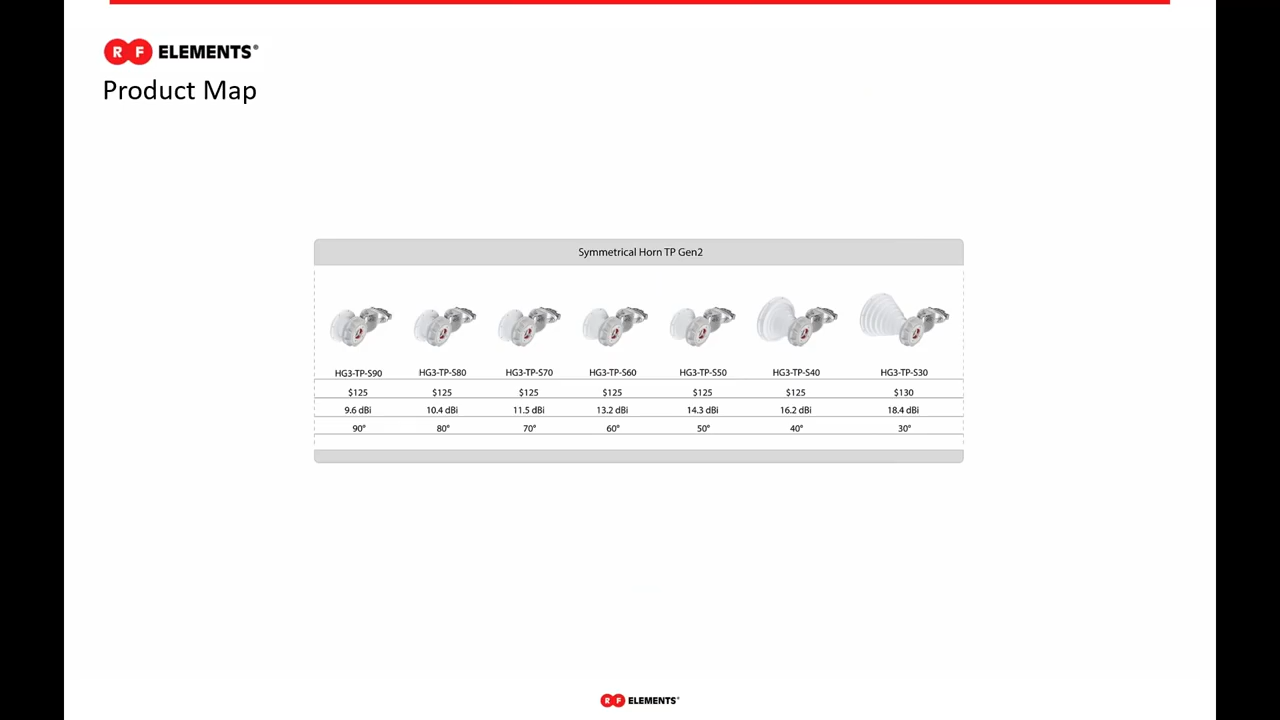 R F ELEMENTS®
Product Map
Symmetrical Horn TP Gen2
HG3-TP-S90 HG3-TP-S80 HG3-TP-S70 HG3-TP-S60 HG3-TP-S50 HG3-TP-S40 HG3-TP-S30
$125 $125 $125 $125 $125 $125 $130
9.6 dBi 10.4 dBi 11.5 dBi 13.2 dBi 14.3 dBi 16.2 dBi 18.4 dBi
90° 80° 70° 60° 50° 40° 30°
R F ELEMENTS®